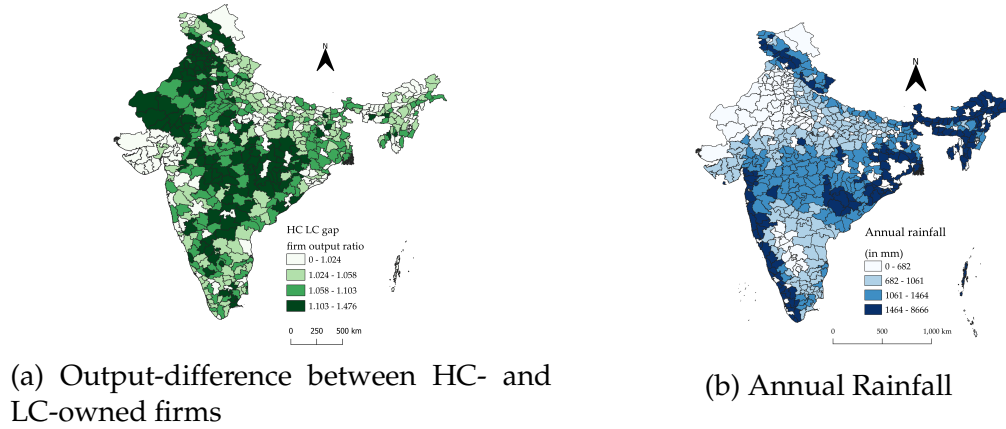 N
HC LC gap
firm output ratio
0 - 1.024
1.024 - 1.058
1.058 - 1.103
1.103 - 1.476
0 250 500 km
(a) Output-difference between HC- and
LC-owned firms
N
Annual rainfall
(in mm)
0 - 682
682 - 1061
1061 - 1464
1464 - 8666
0 500 1,000 km
(b) Annual Rainfall